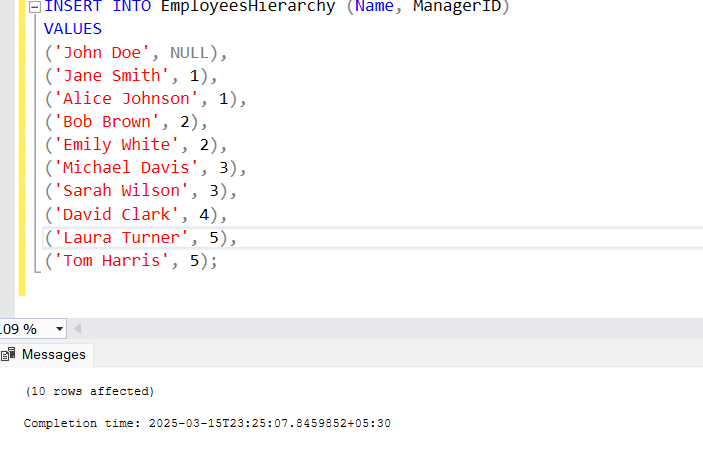 INSERT INTO EmployeesHierarchy (Name, ManagerID)
VALUES
('John Doe', NULL),
('Jane Smith', 1),
('Alice Johnson', 1),
('Bob Brown', 2),
('Emily White', 2),
('Michael Davis', 3),
('Sarah Wilson', 3),
('David Clark', 4),
('Laura Turner', 5),
('Tom Harris', 5);
109 %
Messages
(10 rows affected)
Completion time: 2025-03-15T23:25:07.8459852+05:30